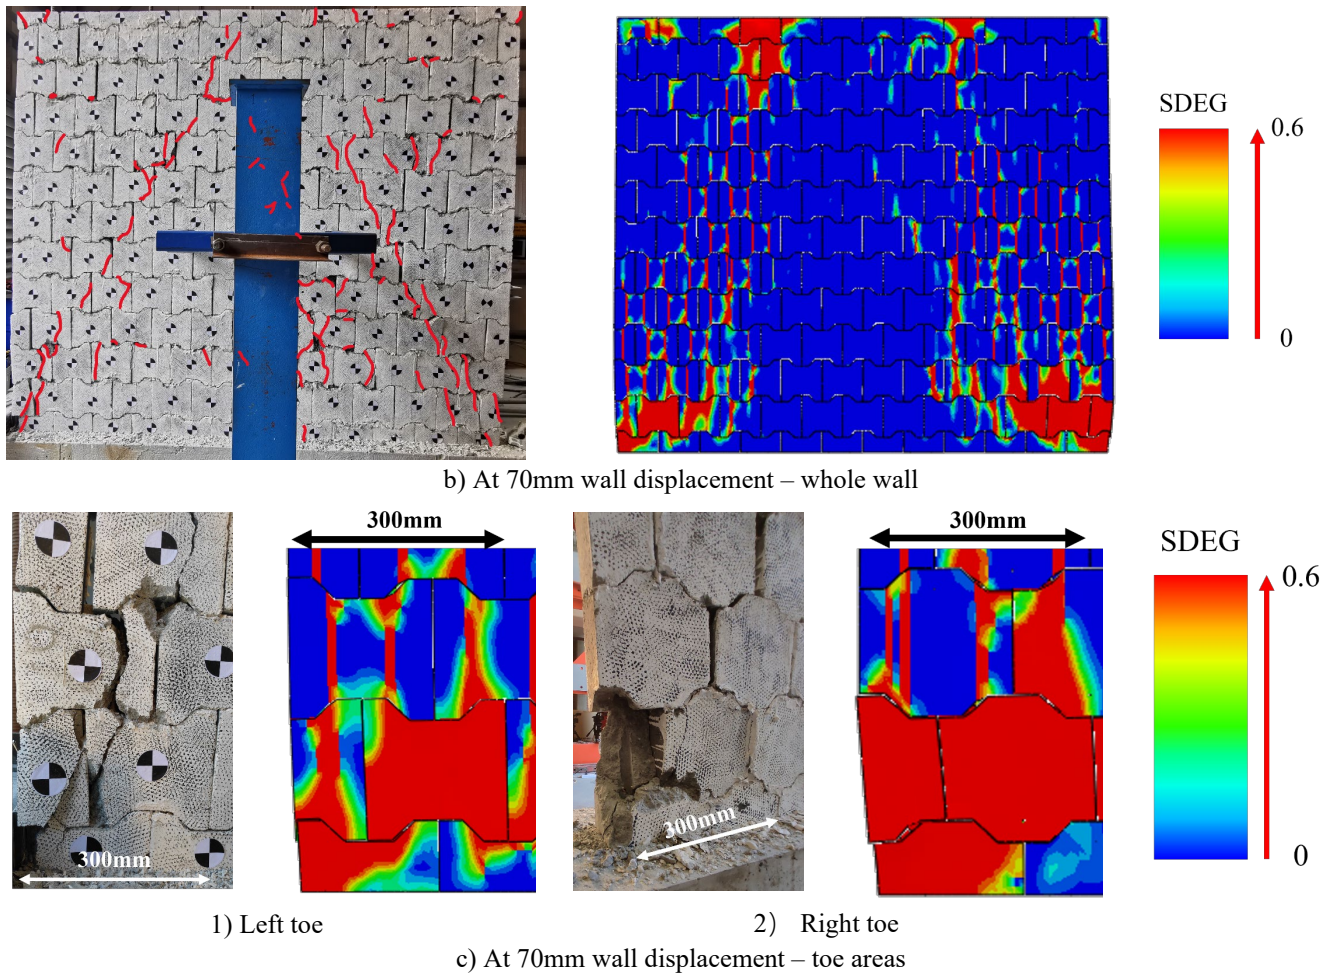 SDEG
0.6
0
b) At 70mm wall displacement – whole wall
300mm
300mm
SDEG
0.6
300mm
300mm
0
1) Left toe
2) Right toe
c) At 70mm wall displacement – toe areas